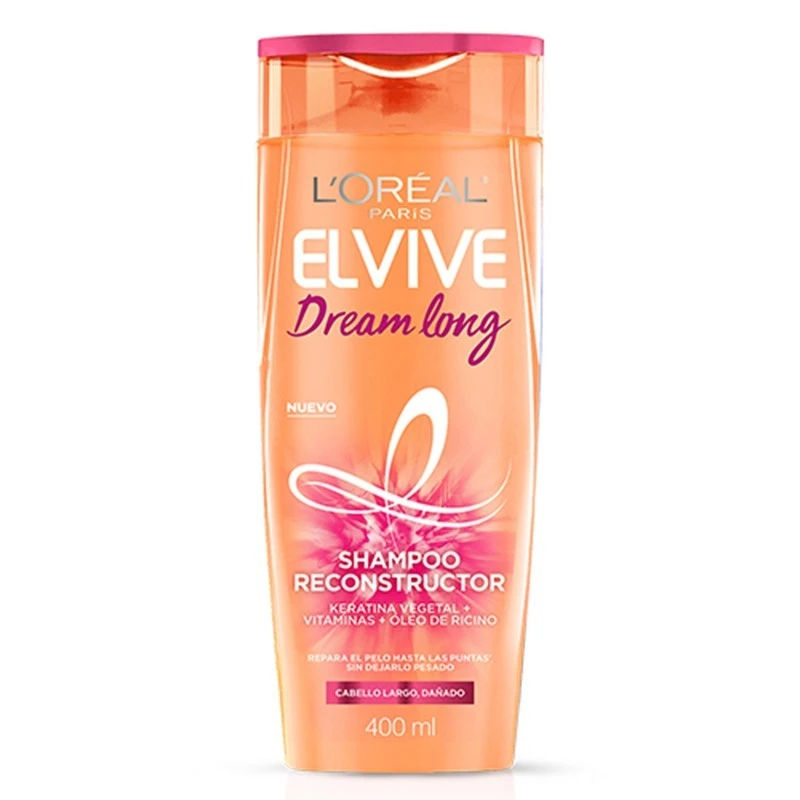 L'ORÉAL®
PARIS
ELVIVE
Dream long
NUEVO
SHAMPOO
RECONSTRUCTOR
KERATINA VEGETAL +
VITAMINAS + ÓLEO DE RICINO
REPARA EL PELO HASTA LAS PUNTAS*
SIN DEJARLO PESADO
CABELLO LARGO, DAÑADO
400 ml